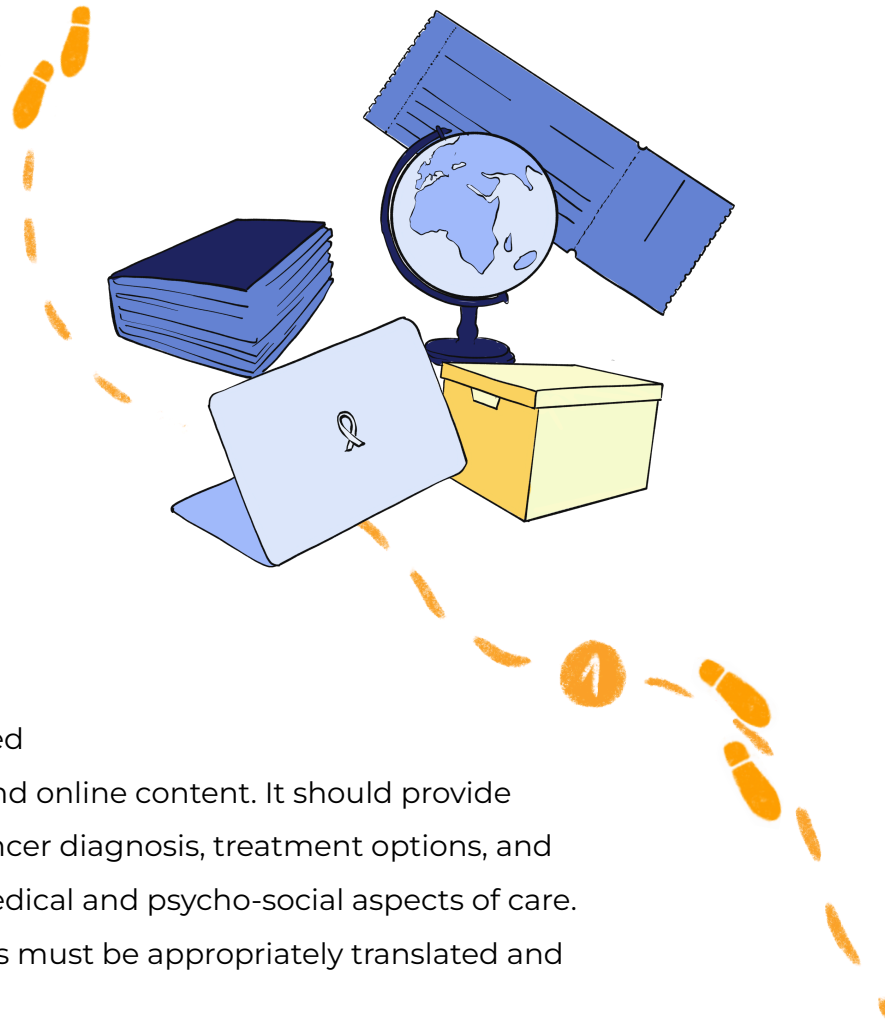 1
ed
nd online content. It should provide
ncer diagnosis, treatment options, and
edical and psycho-social aspects of care.
s must be appropriately translated and